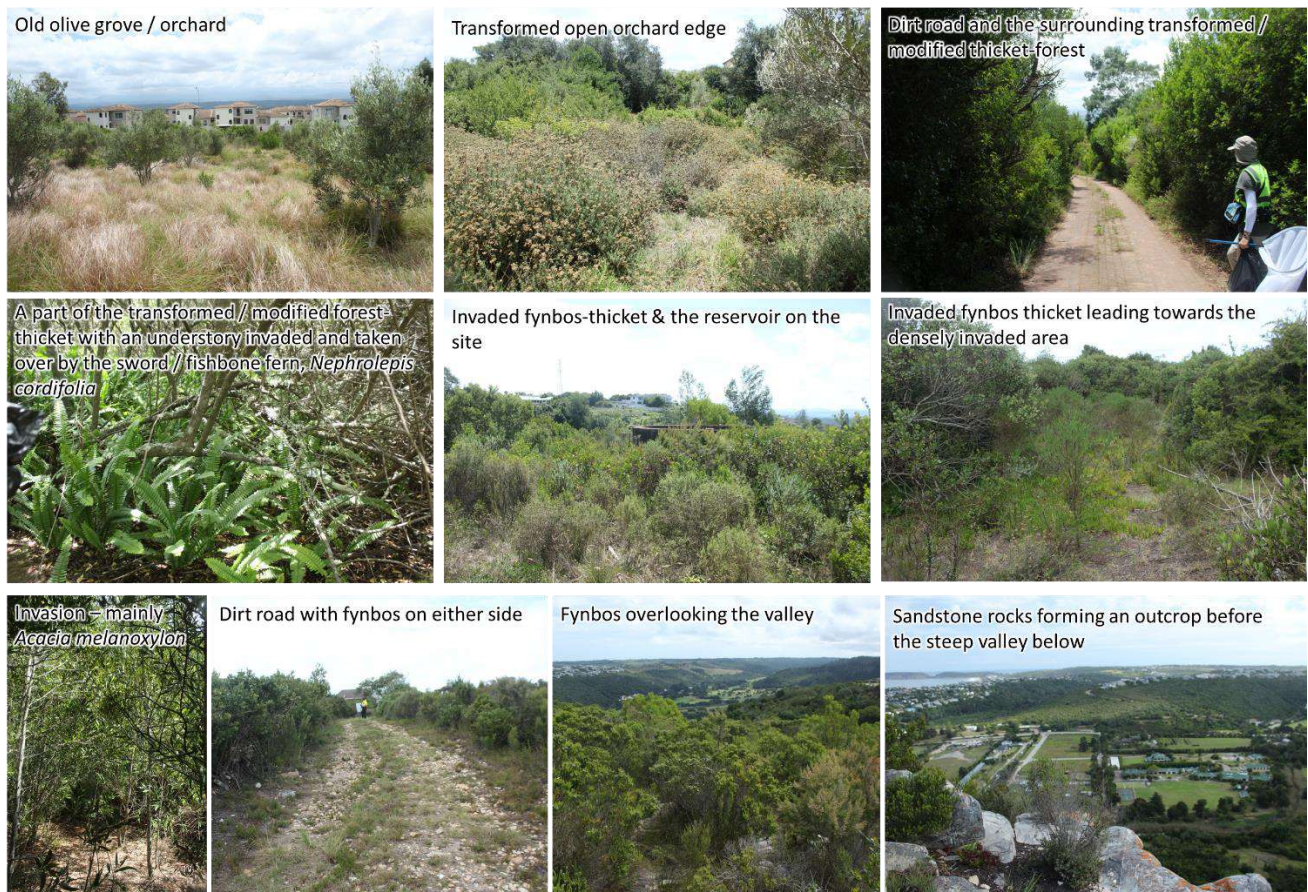 Old olive grove / orchard
Transformed open orchard edge
Dirt road and the surrounding transformed /
modified thicket-forest
A part of the transformed / modified forest-
thicket with an understory invaded and taken
over by the sword / fishbone fern, Nephrolepis
cordifolia
Invaded fynbos-thicket & the reservoir on the
site
Invaded fynbos thicket leading towards the
densely invaded area
Invasion – mainly
Acacia melanoxylon
Dirt road with fynbos on either side
Fynbos overlooking the valley
Sandstone rocks forming an outcrop before
the steep valley below